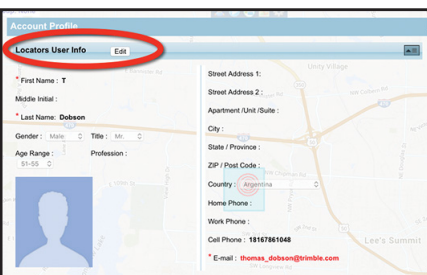 Account Profile
Locators User Info Edit
* First Name : T
Middle Initial :
* Last Name: Dobson
Gender : Male Title : Mr.
Age Range : Profession :
51-55
Street Address 1:
Street Address 2 :
Apartment /Unit /Suite :
City :
State / Province :
ZIP / Post Code :
Country : Argentina
Home Phone :
Work Phone :
Cell Phone : 18167861048
* E-mail : thomas_dobson@trimble.com
Unity Village
Lee's Summit